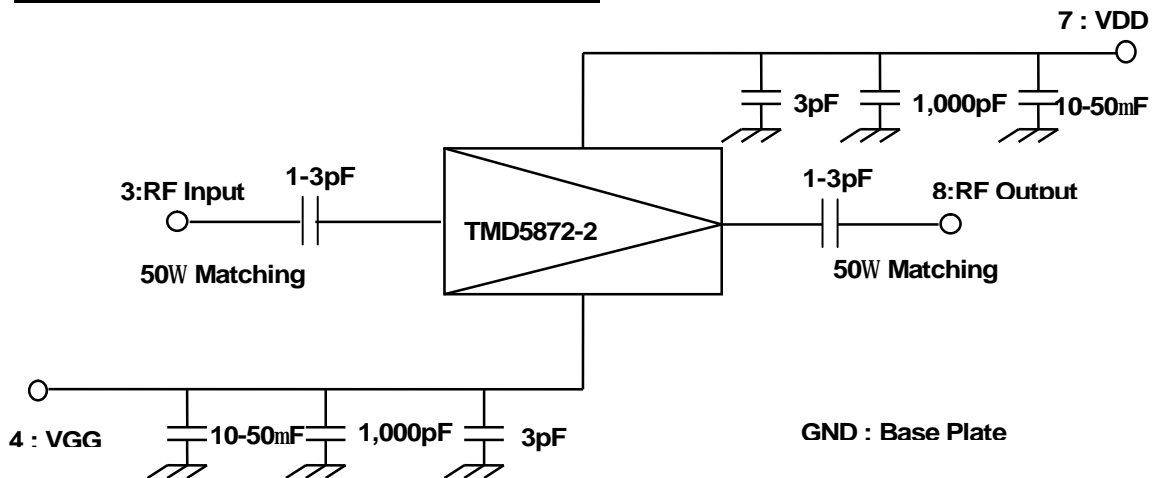 7 : VDD
3pF
1,000pF
10-50mF
3:RF Input
1-3pF
TMD5872-2
1-3pF
8:RF Output
50W Matching
50W Matching
4 : VGG
10-50mF
1,000pF
3pF
GND : Base Plate